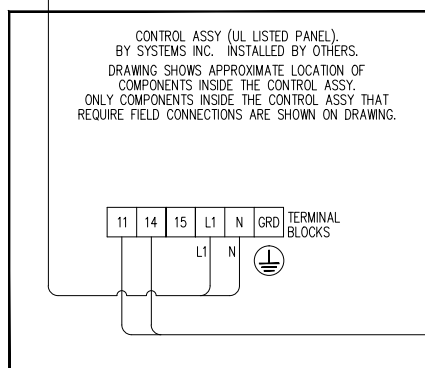 CONTROL ASSY (UL LISTED PANEL).
BY SYSTEMS INC. INSTALLED BY OTHERS.
DRAWING SHOWS APPROXIMATE LOCATION OF
COMPONENTS INSIDE THE CONTROL ASSY.
ONLY COMPONENTS INSIDE THE CONTROL ASSY THAT
REQUIRE FIELD CONNECTIONS ARE SHOWN ON DRAWING.
11 14 15 L1 N GRD TERMINAL
BLOCKS
L1 N